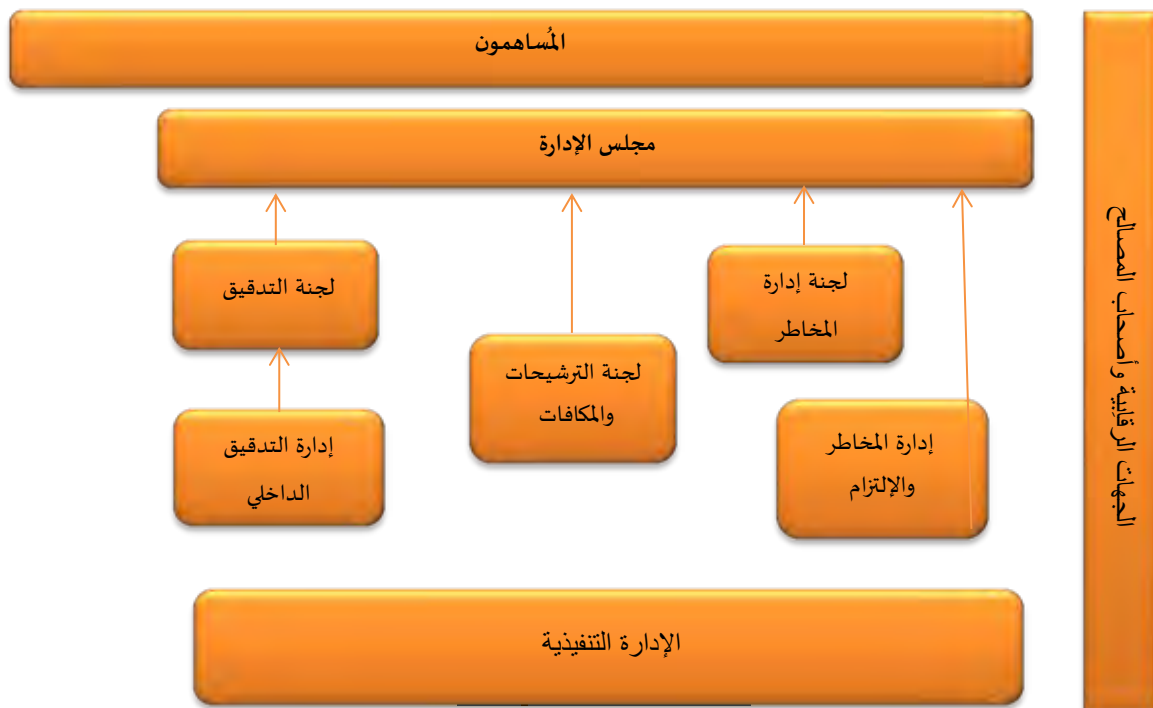 المُساهمون
مجلس الإدارة
الجهات الرقابية وأصحاب المصالح
لجنة إدارة
المخاطر
لجنة التدقيق
لجنة الترشيحات
والمكافات
إدارة المخاطر
والإلتزام
إدارة التدقيق
الداخلي
الإدارة التنفيذية